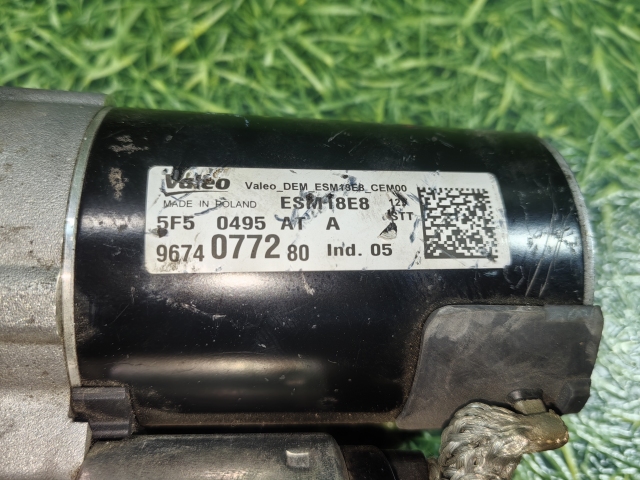 Valeo Valeo_DEM_ESM18E8_CEM00
MADE IN POLAND ESM18E8 12V
5F5 0495 AT A STT
9674 0772 80 Ind. 05